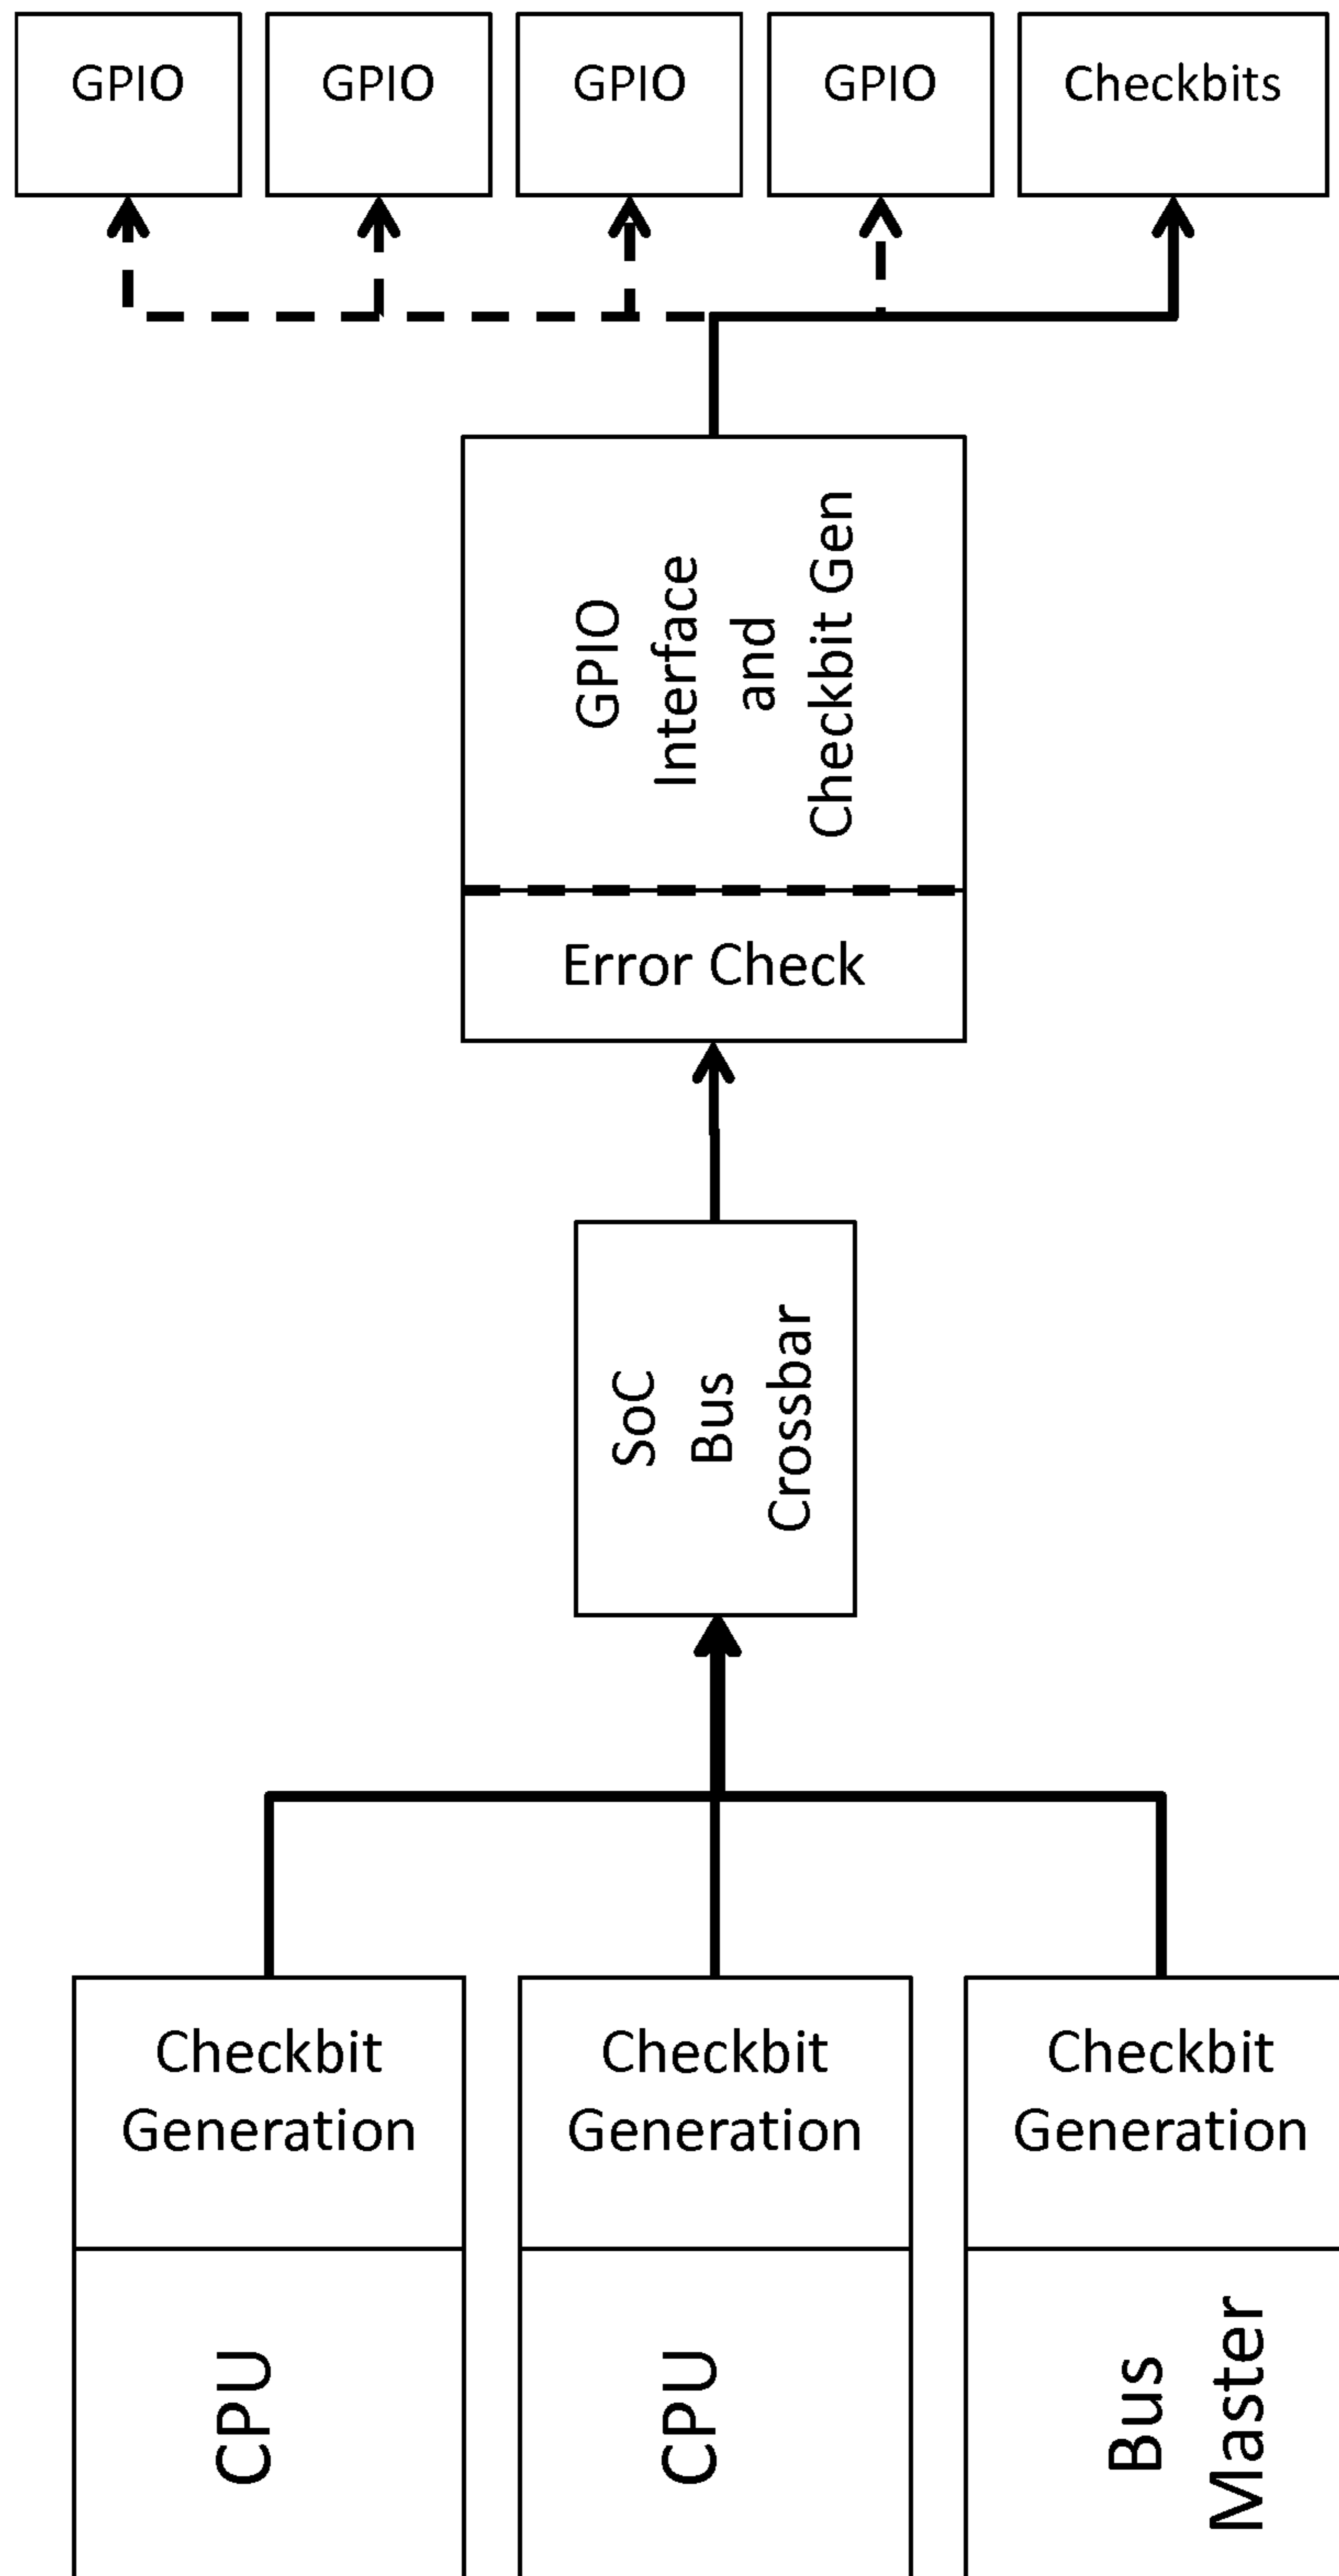 GPIO
GPIO
GPIO
GPIO
Checkbits
GPIO
Interface
and
Checkbit Gen
Error Check
SoC
Bus
Crossbar
Checkbit
Generation
Checkbit
Generation
Checkbit
Generation
CPU
CPU
Bus
Master